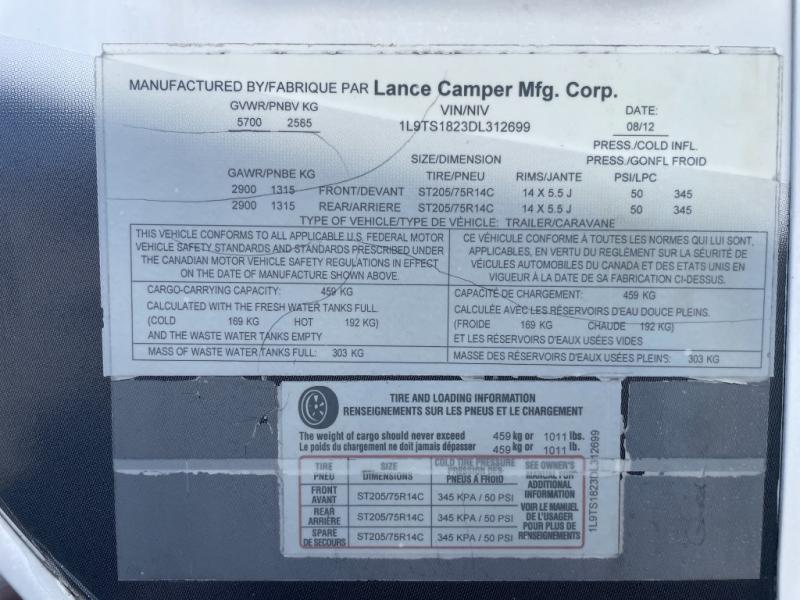 MANUFACTURED BY/FABRIQUE PAR Lance Camper Mfg. Corp.
GVWR/PNBV KG VIN/NIV DATE:
5700 2585 1L9TS1823DL312699 08/12
PRESS./COLD INFL.
SIZE/DIMENSION PRESS./GONFL FROID
GAWR/PNBE KG TIRE/PNEU RIMS/JANTE PSI/LPC
2900 1315 FRONT/DEVANT ST205/75R14C 14 X 5.5 J 50 345
2900 1315 REAR/ARRIERE ST205/75R14C 14 X 5.5 J 50 345
TYPE OF VEHICLE/TYPE DE VÉHICULE: TRAILER/CARAVANE
THIS VEHICLE CONFORMS TO ALL APPLICABLE U.S. FEDERAL MOTOR
VEHICLE SAFETY STANDARDS AND STANDARDS PRESCRIBED UNDER
THE CANADIAN MOTOR VEHICLE SAFETY REGULATIONS IN EFFECT
ON THE DATE OF MANUFACTURE SHOWN ABOVE.
CE VÉHICULE CONFORME À TOUTES LES NORMES QUI LUI SONT,
APPLICABLES, EN VERTU DU REGLEMENT SUR LA SÉURITÉ DE
VÉICULES AUTOMOBILES DU CANADA ET DES ETATS UNIS EN
VIGUEUR À LA DATE DE SA FABRICATION CI-DESSUS.
CARGO-CARRYING CAPACITY: 459 KG
CALCULATED WITH THE FRESH WATER TANKS FULL.
(COLD 169 KG HOT 192 KG)
AND THE WASTE WATER TANKS EMPTY
MASS OF WASTE WATER TANKS FULL: 303 KG
CAPACITÉ DE CHARGEMENT: 459 KG
CALCULÉE AVEC LES RÉSERVOIRS D'EAU DOUCE PLEINS.
(FROIDE 169 KG CHAUDE 192 KG)
ET LES RÉSERVOIRS D'EAUX USÉES VIDES
MASSE DES RÉSERVOIRS D'EAUX USÉES PLEINS: 303 KG
TIRE AND LOADING INFORMATION
RENSEIGNEMENTS SUR LES PNEUS ET LE CHARGEMENT
The weight of cargo should never exceed 459 kg or 1011 lbs.
Le poids du chargement ne doit jamais dépasser 459 kg or 1011 lb.
TIRE SIZE COLD TIRE PRESSURE
PNEU DIMENSIONS PRESSION DES
PNEUS A FROID
FRONT
AVANT ST205/75R14C 345 KPA / 50 PSI
REAR
ARRIÈRE ST205/75R14C 345 KPA / 50 PSI
SPARE
DE SECOURS ST205/75R14C 345 KPA / 50 PSI
SEE OWNER'S
MANUAL FOR
ADDITIONAL
INFORMATION
VOIR LE MANUEL
DE L'USAGER
POUR PLUS DE
RENSEIGNEMENTS
1L9TS1823DL312699